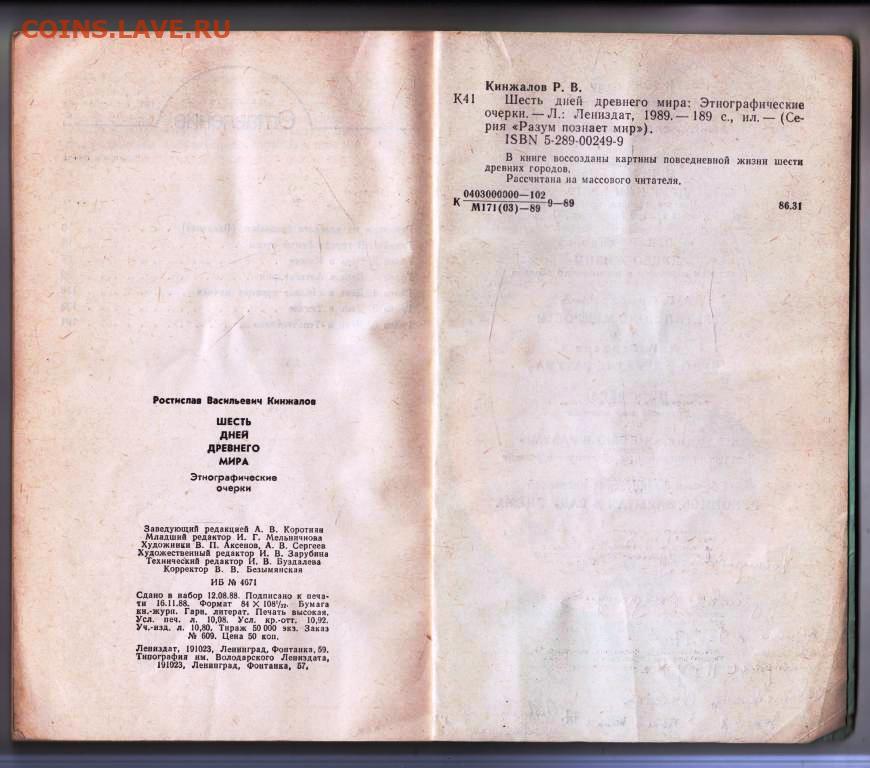 COINS.LAVE.RU
Ростислав Васильевич Кинжалов
ШЕСТЬ
ДНЕЙ
ДРЕВНЕГО
МИРА
Этнографические
очерки
Заведующий редакцией А. В. Коротнян
Младший редактор И. Г. Мельничнова
Художники В. П. Аксенов, А. В. Сергеев
Художественный редактор И. В. Зарубина
Технический редактор И. В. Буздалева
Корректор В. В. Безымянская
ИБ № 4671
Сдано в набор 12.08.88. Подписано к печа-
ти 16.11.88. Формат 84 × 108¹/₃₂. Бумага
кн.-журн. Гарн. литерат. Печать высокая.
Усл. печ. л. 10,08. Усл. кр.-отт. 10,92.
Уч.-изд. л. 10,80. Тираж 50 000 экз. Заказ
№ 609. Цена 50 коп.
Лениздат, 191023, Ленинград, Фонтанка, 59.
Типография им. Володарского Лениздата,
191023, Ленинград, Фонтанка, 57.
Кинжалов Р. В.
К41 Шесть дней древнего мира: Этнографические
очерки. — Л.: Лениздат, 1989. — 189 с., ил. — (Се-
рия «Разум познает мир»).
ISBN 5-289-00249-9
В книге воссозданы картины повседневной жизни шести
древних городов.
Рассчитана на массового читателя.
0403000000—102
К 9—89 86.31
М171(03)—89